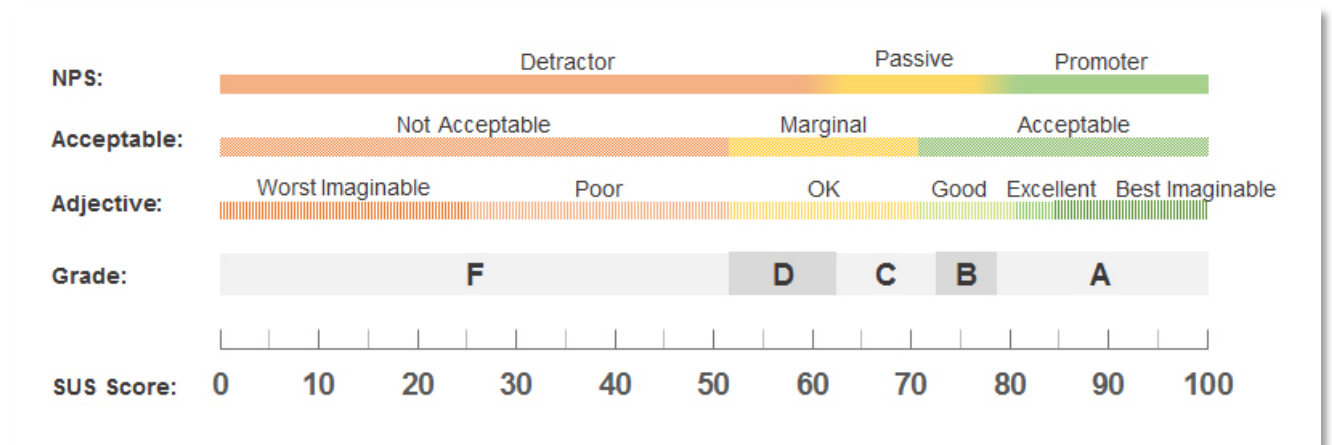 Detractor Passive Promoter
NPS:
Not Acceptable Marginal Acceptable
Acceptable:
Worst Imaginable Poor OK Good Excellent Best Imaginable
Adjective:
Grade: F D C B A
SUS Score: 0 10 20 30 40 50 60 70 80 90 100